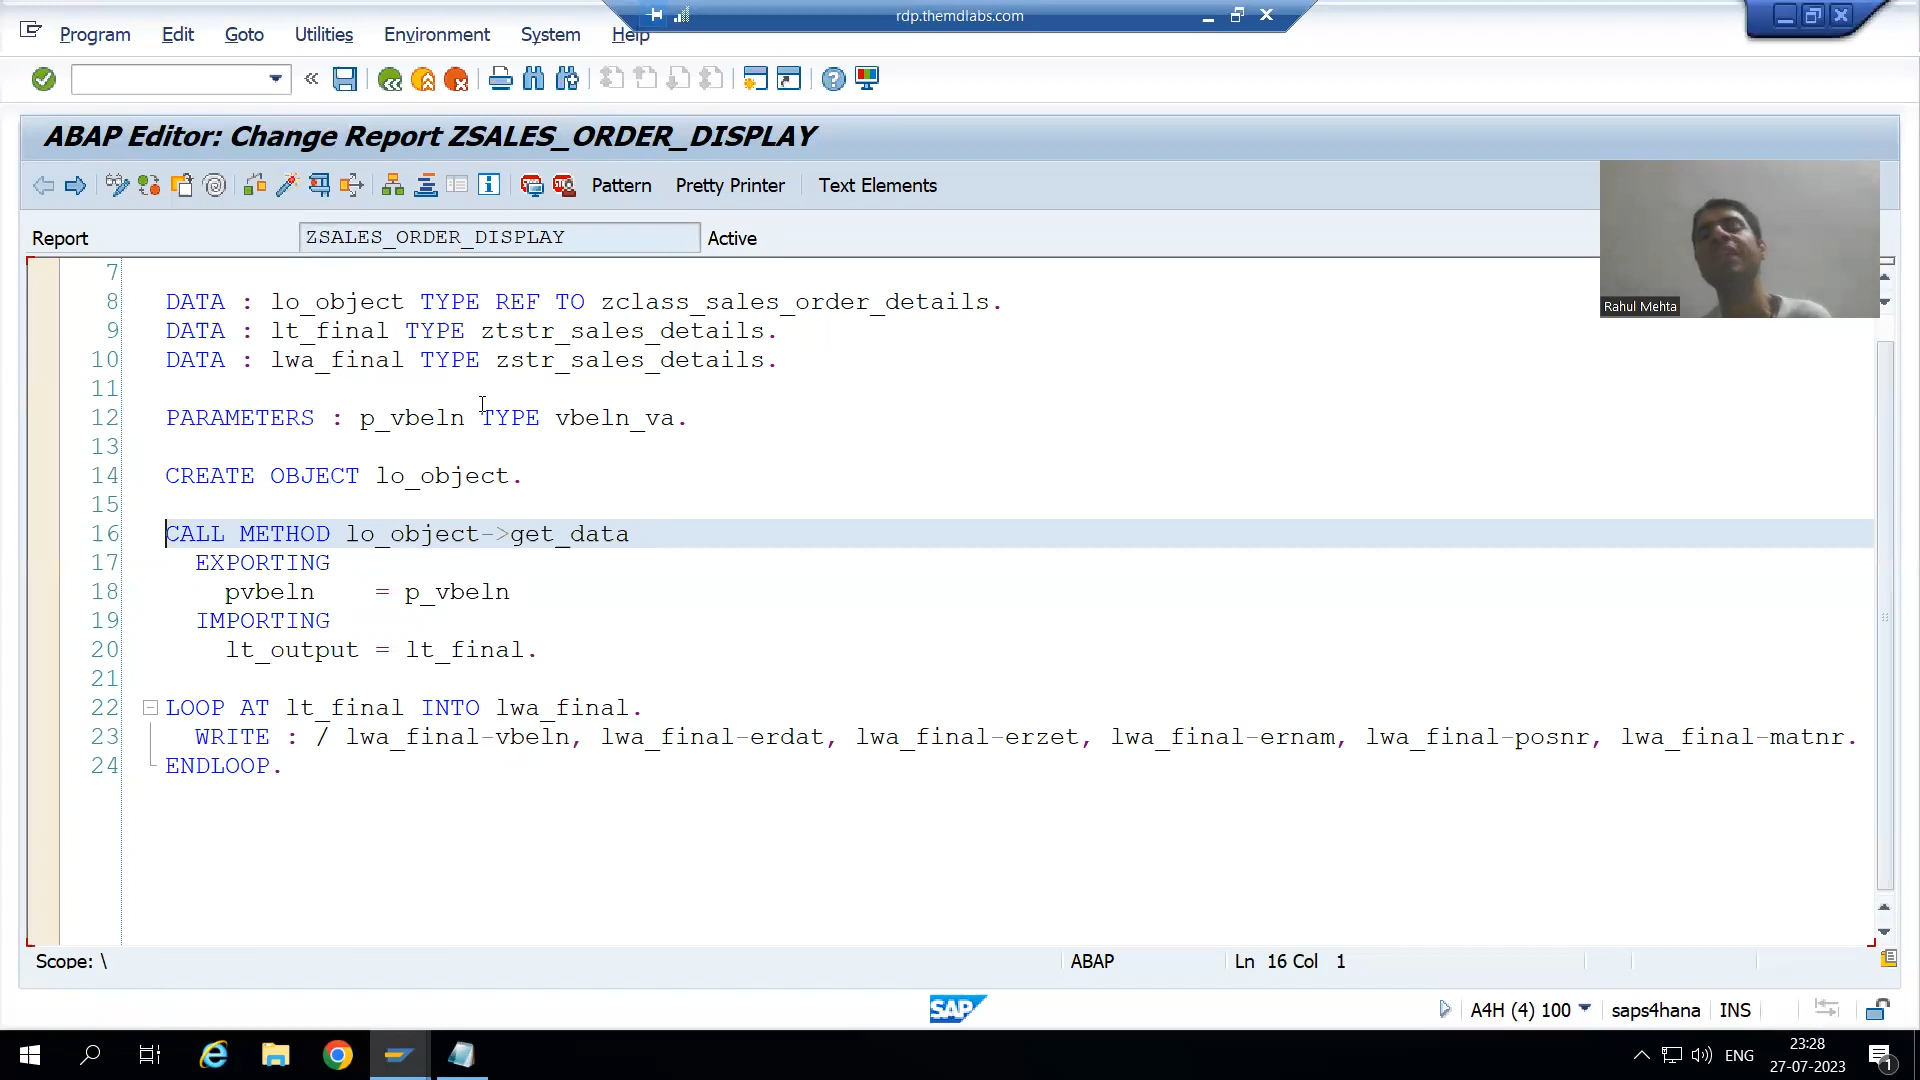 rdp.themdlabs.com
Program Edit Goto Utilities Environment System Help
ABAP Editor: Change Report ZSALES_ORDER_DISPLAY
Pattern Pretty Printer Text Elements
Report ZSALES_ORDER_DISPLAY Active
Rahul Mehta
7
8 DATA : lo_object TYPE REF TO zclass_sales_order_details.
9 DATA : lt_final TYPE ztstr_sales_details.
10 DATA : lwa_final TYPE zstr_sales_details.
11
12 PARAMETERS : p_vbeln TYPE vbeln_va.
13
14 CREATE OBJECT lo_object.
15
16 CALL METHOD lo_object->get_data
17 EXPORTING
18 pvbeln = p_vbeln
19 IMPORTING
20 lt_output = lt_final.
21
22 LOOP AT lt_final INTO lwa_final.
23 WRITE : / lwa_final-vbeln, lwa_final-erdat, lwa_final-erzet, lwa_final-ernam, lwa_final-posnr, lwa_final-matnr.
24 ENDLOOP.
Scope: \ ABAP Ln 16 Col 1
SAP A4H (4) 100 saps4hana INS
ENG 23:28
27-07-2023
1